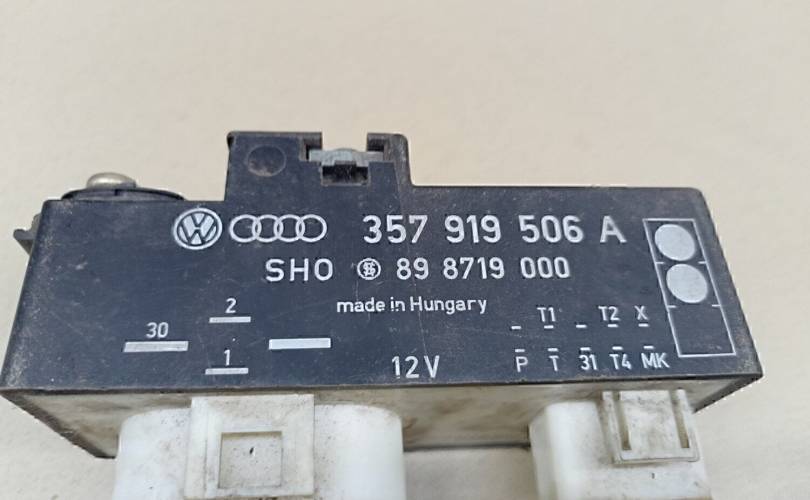 357 919 506 A
SHO 89 8719 000
made in Hungary
2
30
1
12V
T1 T2 X
P T 31 T4 MK